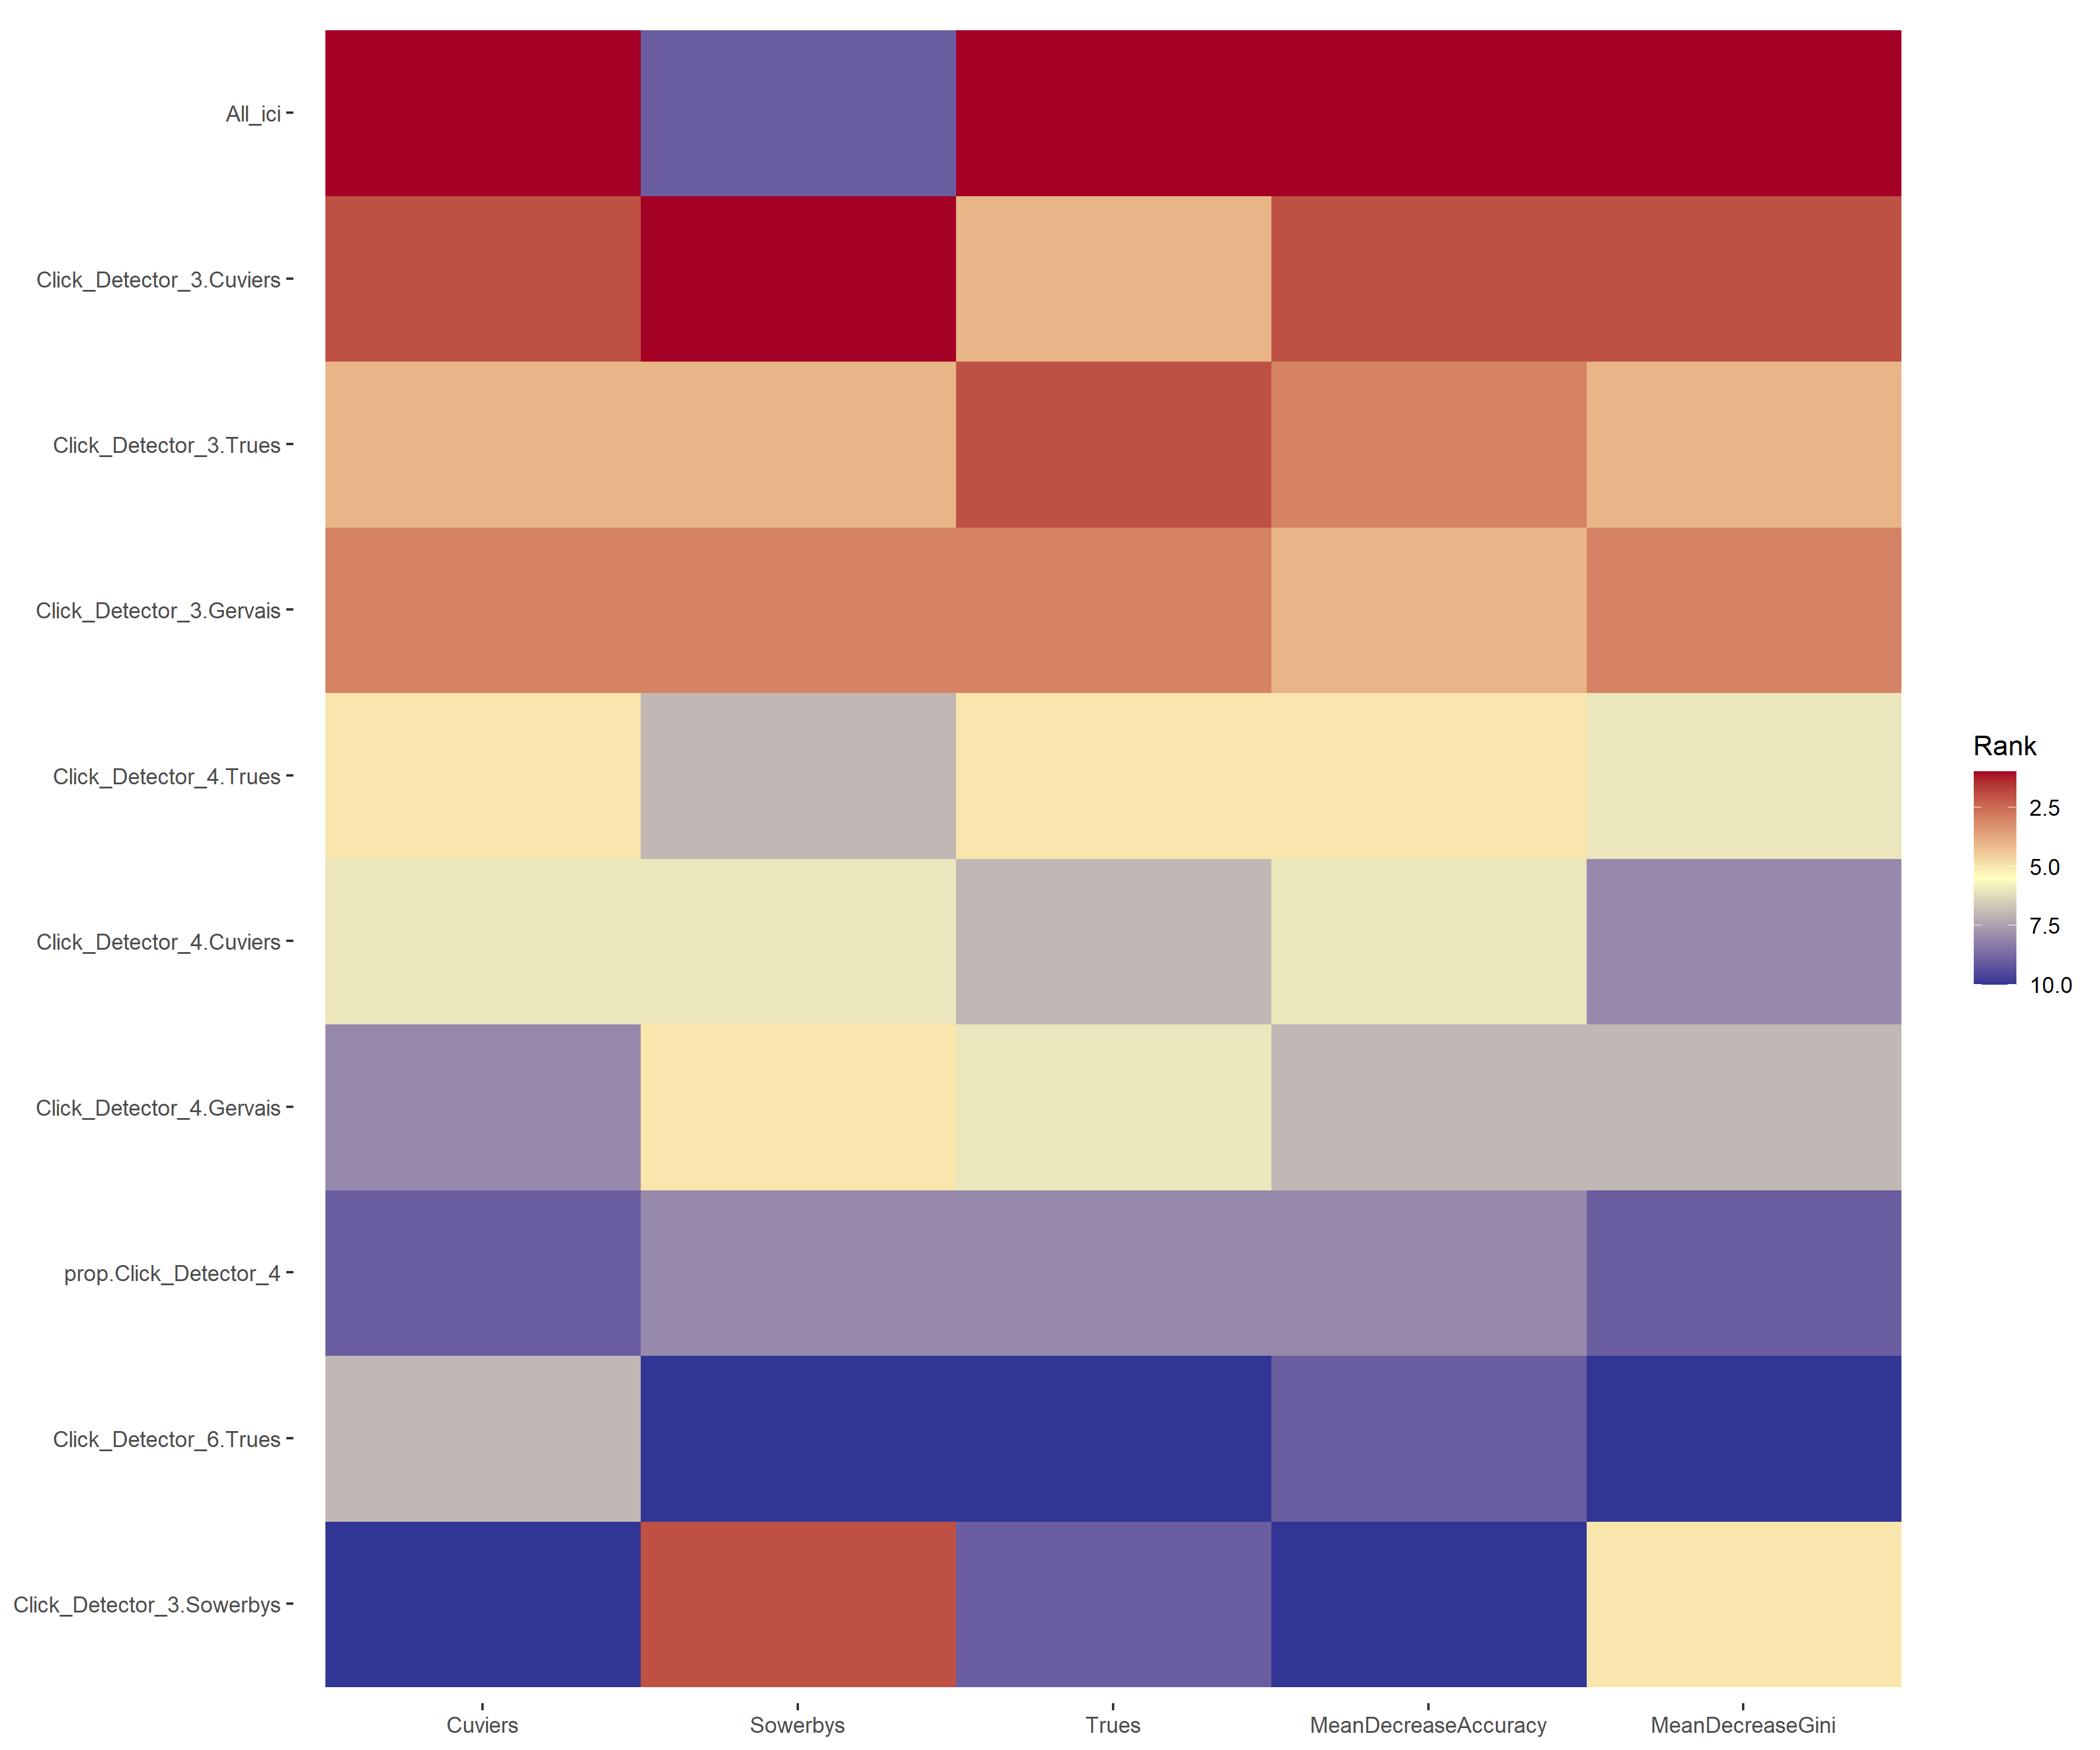 All_ici
Click_Detector_3.Cuviers
Click_Detector_3.Trues
Click_Detector_3.Gervais
Click_Detector_4.Trues
Click_Detector_4.Cuviers
Click_Detector_4.Gervais
prop.Click_Detector_4
Click_Detector_6.Trues
Click_Detector_3.Sowerbys
Cuviers Sowerbys Trues MeanDecreaseAccuracy MeanDecreaseGini
Rank
2.5
5.0
7.5
10.0